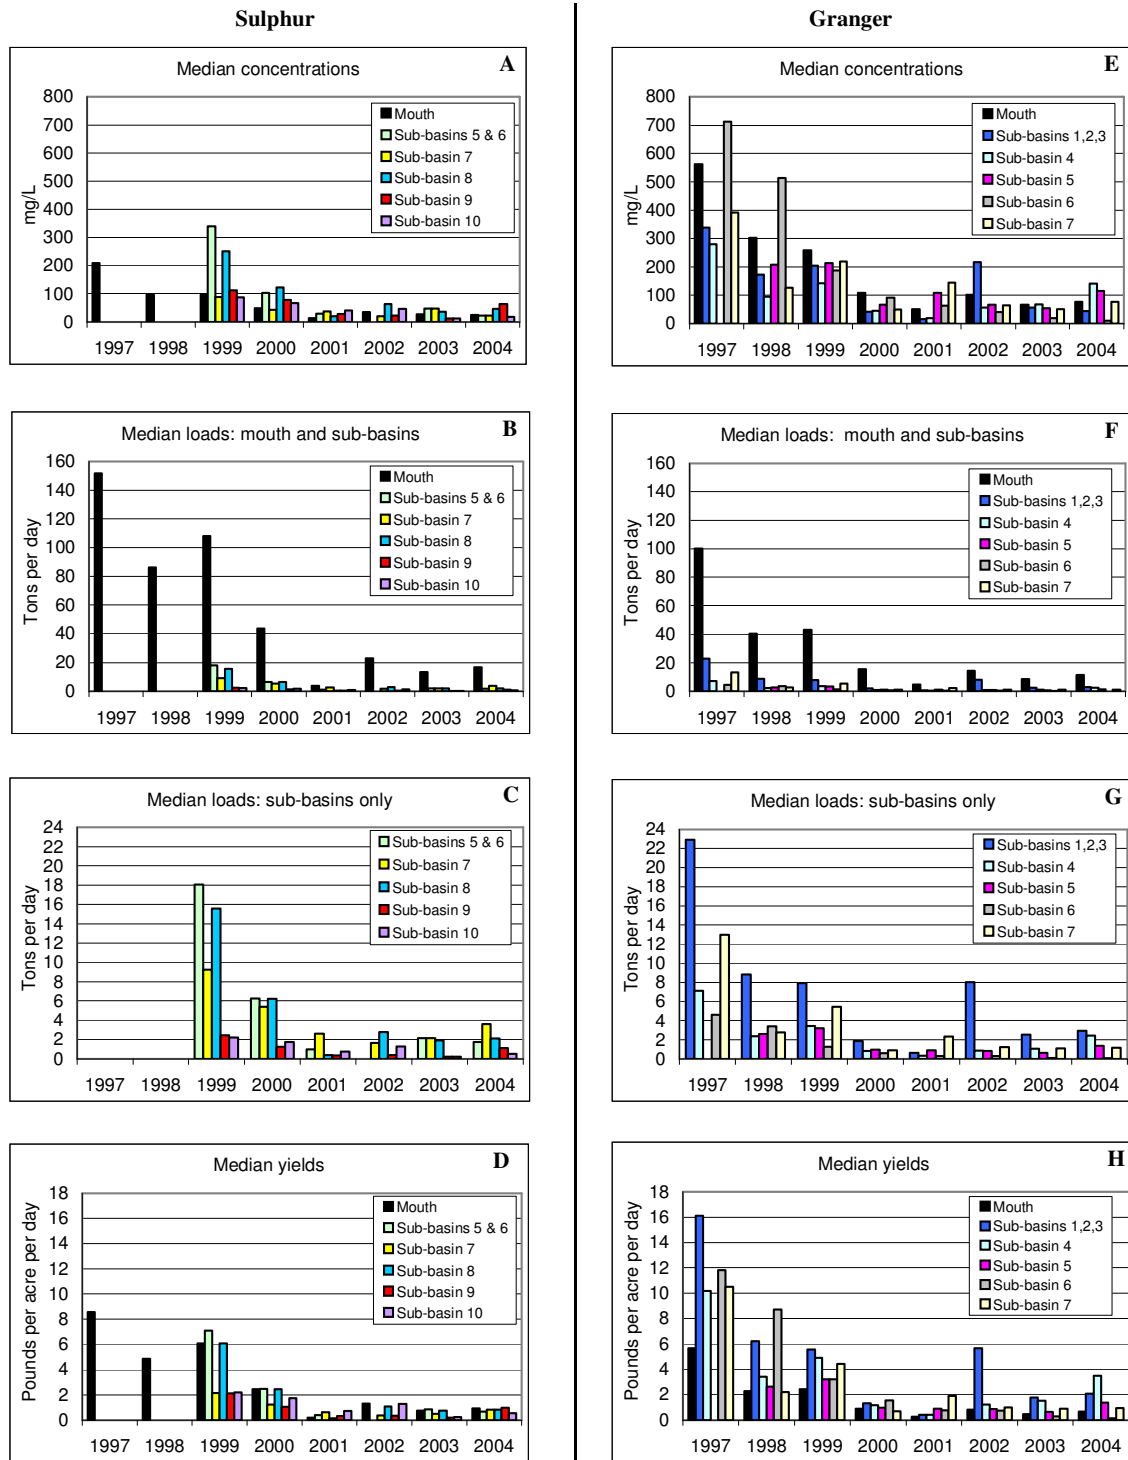 Sulphur
Granger
Median concentrations A
mg/L
800
700
600
500
400
300
200
100
0
Mouth
Sub-basins 5 & 6
Sub-basin 7
Sub-basin 8
Sub-basin 9
Sub-basin 10
1997 1998 1999 2000 2001 2002 2003 2004
Median loads: mouth and sub-basins B
Tons per day
160
140
120
100
80
60
40
20
0
Mouth
Sub-basins 5 & 6
Sub-basin 7
Sub-basin 8
Sub-basin 9
Sub-basin 10
1997 1998 1999 2000 2001 2002 2003 2004
Median loads: sub-basins only C
Tons per day
24
22
20
18
16
14
12
10
8
6
4
2
0
Sub-basins 5 & 6
Sub-basin 7
Sub-basin 8
Sub-basin 9
Sub-basin 10
1997 1998 1999 2000 2001 2002 2003 2004
Median yields D
Pounds per acre per day
18
16
14
12
10
8
6
4
2
0
Mouth
Sub-basins 5 & 6
Sub-basin 7
Sub-basin 8
Sub-basin 9
Sub-basin 10
1997 1998 1999 2000 2001 2002 2003 2004
Median concentrations E
mg/L
800
700
600
500
400
300
200
100
0
Mouth
Sub-basins 1,2,3
Sub-basin 4
Sub-basin 5
Sub-basin 6
Sub-basin 7
1997 1998 1999 2000 2001 2002 2003 2004
Median loads: mouth and sub-basins F
Tons per day
160
140
120
100
80
60
40
20
0
Mouth
Sub-basins 1,2,3
Sub-basin 4
Sub-basin 5
Sub-basin 6
Sub-basin 7
1997 1998 1999 2000 2001 2002 2003 2004
Median loads: sub-basins only G
Tons per day
24
22
20
18
16
14
12
10
8
6
4
2
0
Sub-basins 1,2,3
Sub-basin 4
Sub-basin 5
Sub-basin 6
Sub-basin 7
1997 1998 1999 2000 2001 2002 2003 2004
Median yields H
Pounds per acre per day
18
16
14
12
10
8
6
4
2
0
Mouth
Sub-basins 1,2,3
Sub-basin 4
Sub-basin 5
Sub-basin 6
Sub-basin 7
1997 1998 1999 2000 2001 2002 2003 2004